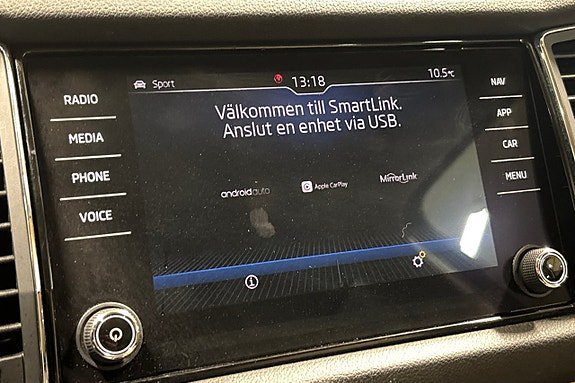 Sport 13:18 10.5°C
RADIO
MEDIA
PHONE
VOICE
Välkommen till SmartLink.
Anslut en enhet via USB.
androidauto Apple CarPlay MirrorLink
NAV
APP
CAR
MENU